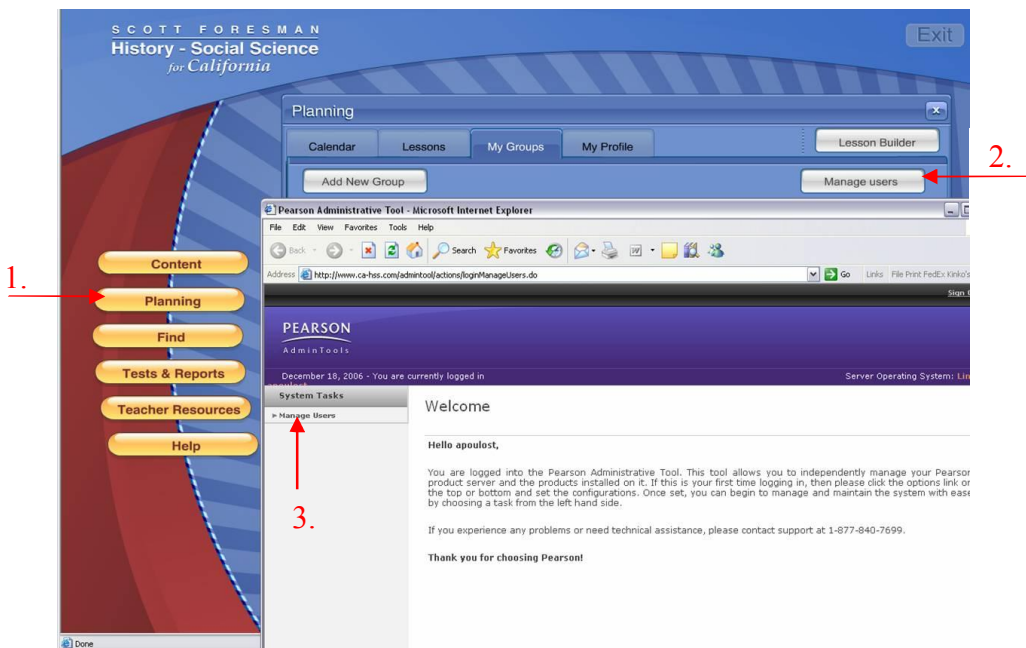 SCOTT FORESMAN
History - Social Science
for California
Exit
Planning
Calendar Lessons My Groups My Profile Lesson Builder
2.
Add New Group Manage users
Pearson Administrative Tool - Microsoft Internet Explorer
File Edit View Favorites Tools Help
Back Search Favorites
Address http://www.ca-hss.com/admintool/actions/loginManageUsers.do Go Links File Print FedEx Kinko's
Sign
1.
Content
Planning
Find
Tests & Reports
Teacher Resources
Help
PEARSON
AdminTools
December 18, 2006 - You are currently logged in Server Operating System: Lin
apoulost
System Tasks
Manage Users
3.
Welcome
Hello apoulost,
You are logged into the Pearson Administrative Tool. This tool allows you to independently manage your Pearson
product server and the products installed on it. If this is your first time logging in, then please click the options link or
the top or bottom and set the configurations. Once set, you can begin to manage and maintain the system with ease
by choosing a task from the left hand side.
If you experience any problems or need technical assistance, please contact support at 1-877-840-7699.
Thank you for choosing Pearson!
Done